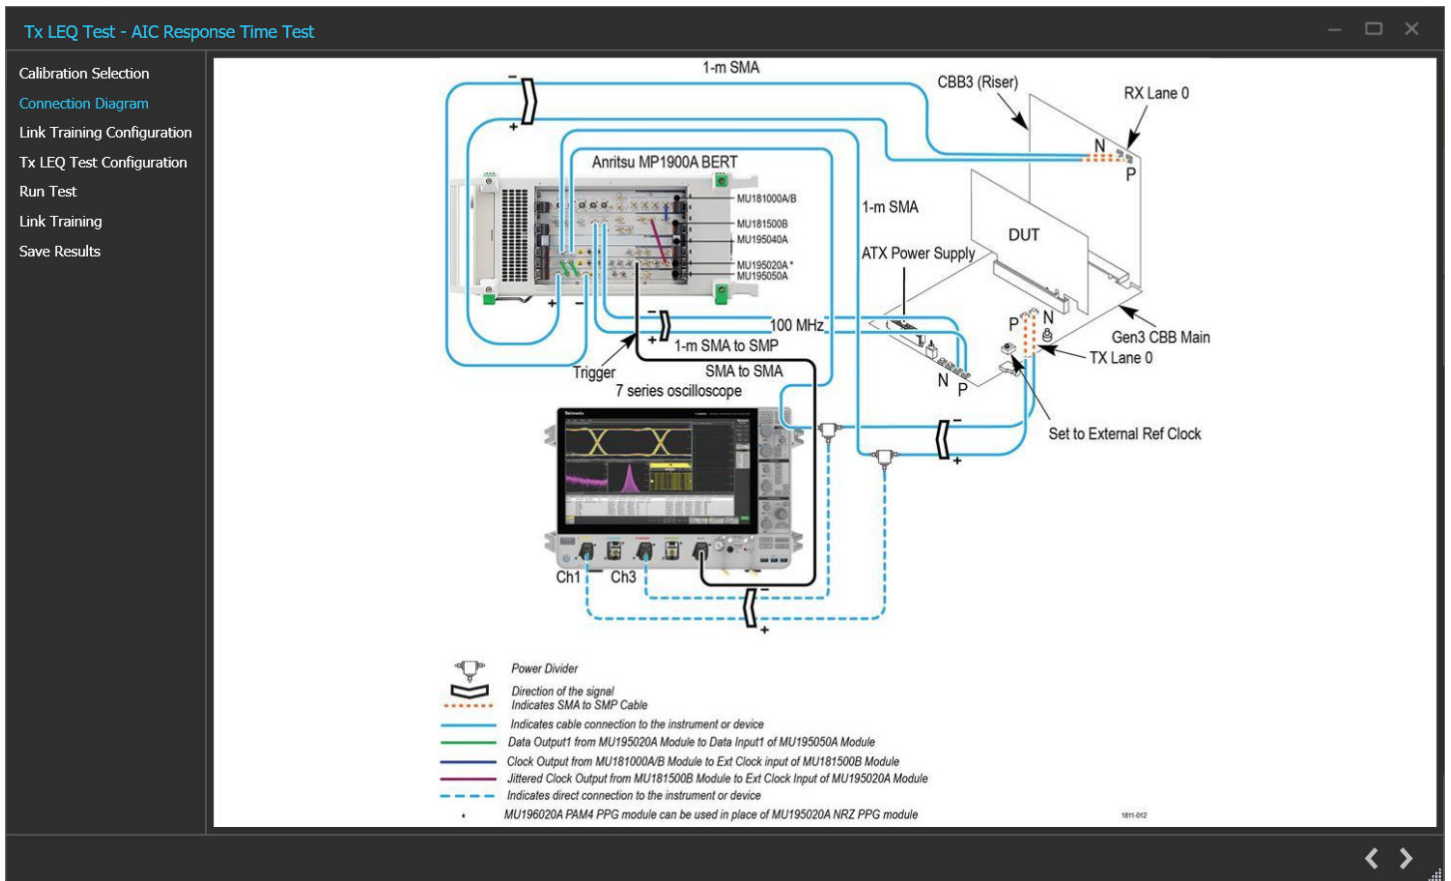 Tx LEQ Test - AIC Response Time Test
Calibration Selection
Connection Diagram
Link Training Configuration
Tx LEQ Test Configuration
Run Test
Link Training
Save Results
1-m SMA
CBB3 (Riser)
RX Lane 0
N
P
Anritsu MP1900A BERT
MU181000A/B
MU181500B
MU195040A
MU195020A *
MU195050A
1-m SMA
DUT
ATX Power Supply
100 MHz
1-m SMA to SMP
Trigger
SMA to SMA
7 series oscilloscope
P N
Gen3 CBB Main
TX Lane 0
N P
Set to External Ref Clock
Tektronix
Ch1
Ch3
- +
- +
+ -
- +
- +
Power Divider
Direction of the signal
Indicates SMA to SMP Cable
Indicates cable connection to the instrument or device
Data Output1 from MU195020A Module to Data Input1 of MU195050A Module
Clock Output from MU181000A/B Module to Ext Clock input of MU181500B Module
Jittered Clock Output from MU181500B Module to Ext Clock Input of MU195020A Module
Indicates direct connection to the instrument or device
* MU196020A PAM4 PPG module can be used in place of MU195020A NRZ PPG module
1811-012